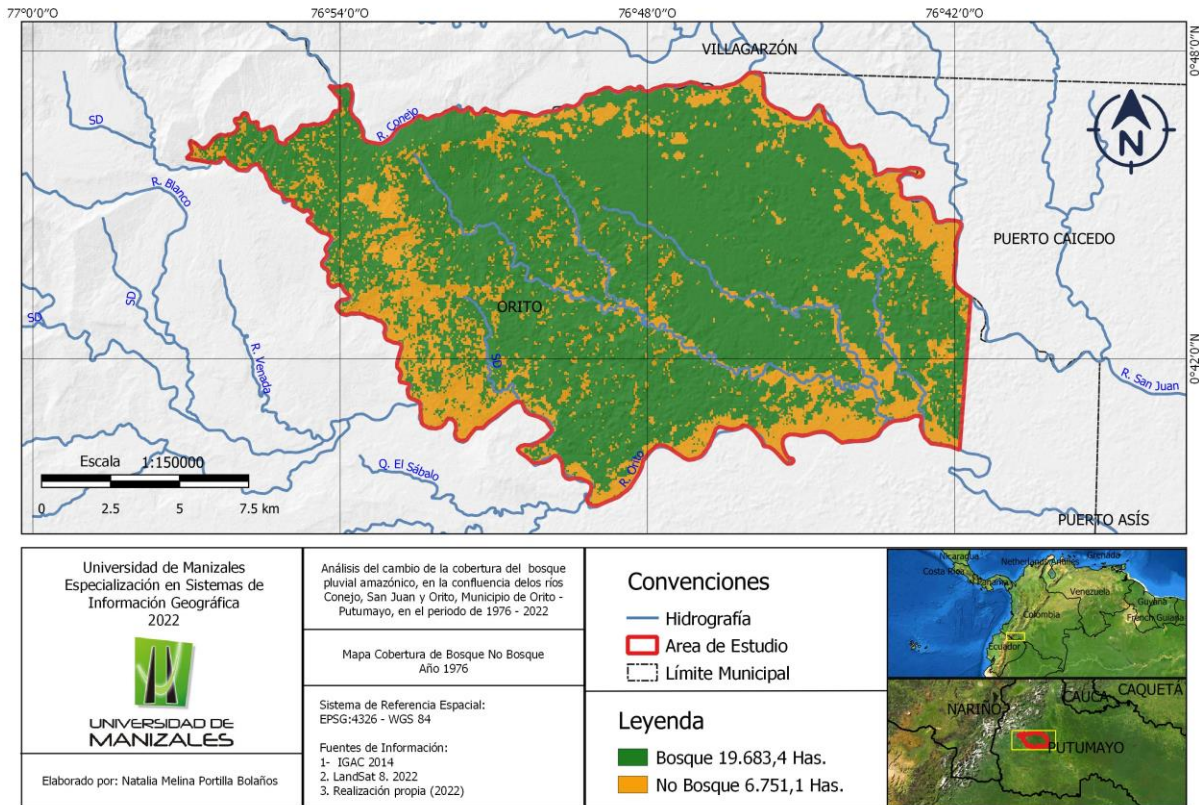 77°0'0"O 76°54'0"O 76°48'0"O 76°42'0"O
0°48'0"N
VILLAGARZÓN
SD
R. Conejo
N
R. Blanco
PUERTO CAICEDO
SD
SD
ORITO
SD
R. Venada
0°42'0"N
R. San Juan
Escala 1:150000
Q. El Sábalo
R. Orito
0 2.5 5 7.5 km
PUERTO ASÍS
Universidad de Manizales
Especialización en Sistemas de
Información Geográfica
2022
UNIVERSIDAD DE
MANIZALES
Elaborado por: Natalia Melina Portilla Bolaños
Análisis del cambio de la cobertura del bosque
pluvial amazónico, en la confluencia delos ríos
Conejo, San Juan y Orito, Municipio de Orito -
Putumayo, en el periodo de 1976 - 2022
Mapa Cobertura de Bosque No Bosque
Año 1976
Sistema de Referencia Espacial:
EPSG:4326 - WGS 84
Fuentes de Información:
1- IGAC 2014
2. LandSat 8. 2022
3. Realización propia (2022)
Convenciones
Hidrografía
Area de Estudio
Límite Municipal
Leyenda
Bosque 19.683,4 Has.
No Bosque 6.751,1 Has.
Nicaragua
Netherlands Antilles
Grenada
Costa Rica
Panama
Venezuela
Guyana
Colombia
French Guiana
Ecuador
CAUCA
CAQUETÁ
NARIÑO
PUTUMAYO